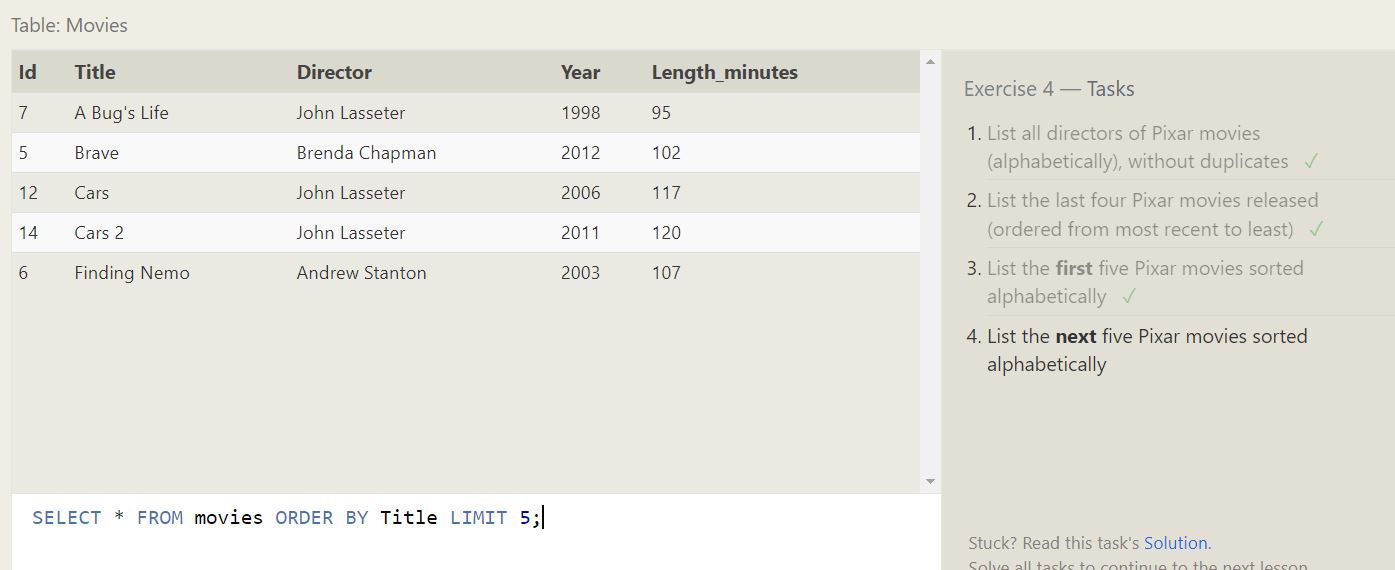 Table: Movies
Id Title Director Year Length_minutes
7 A Bug's Life John Lasseter 1998 95
5 Brave Brenda Chapman 2012 102
12 Cars John Lasseter 2006 117
14 Cars 2 John Lasseter 2011 120
6 Finding Nemo Andrew Stanton 2003 107
SELECT * FROM movies ORDER BY Title LIMIT 5;
Exercise 4 — Tasks
1. List all directors of Pixar movies
(alphabetically), without duplicates ✓
2. List the last four Pixar movies released
(ordered from most recent to least) ✓
3. List the first five Pixar movies sorted
alphabetically ✓
4. List the next five Pixar movies sorted
alphabetically
Stuck? Read this task's Solution.
Solve all tasks to continue to the next lesson.